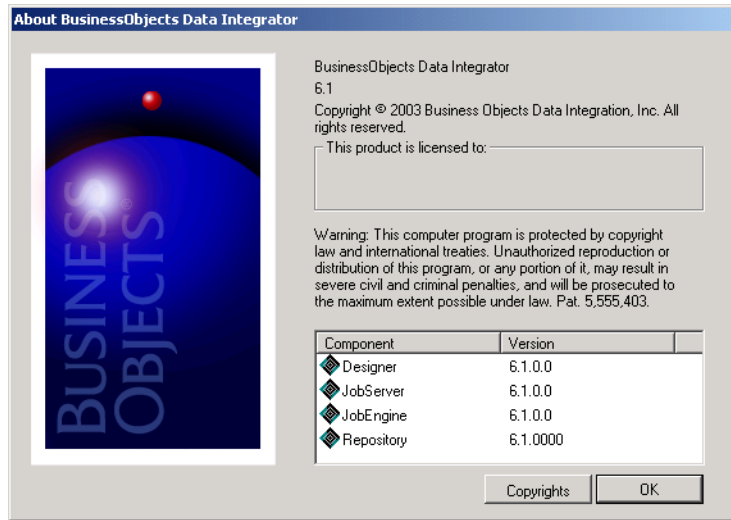 About BusinessObjects Data Integrator
BUSINESS
OBJECTS®
BusinessObjects Data Integrator
6.1
Copyright © 2003 Business Objects Data Integration, Inc. All
rights reserved.
This product is licensed to:
Warning: This computer program is protected by copyright
law and international treaties. Unauthorized reproduction or
distribution of this program, or any portion of it, may result in
severe civil and criminal penalties, and will be prosecuted to
the maximum extent possible under law. Pat. 5,555,403.
Component Version
Designer 6.1.0.0
JobServer 6.1.0.0
JobEngine 6.1.0.0
Repository 6.1.0000
Copyrights OK